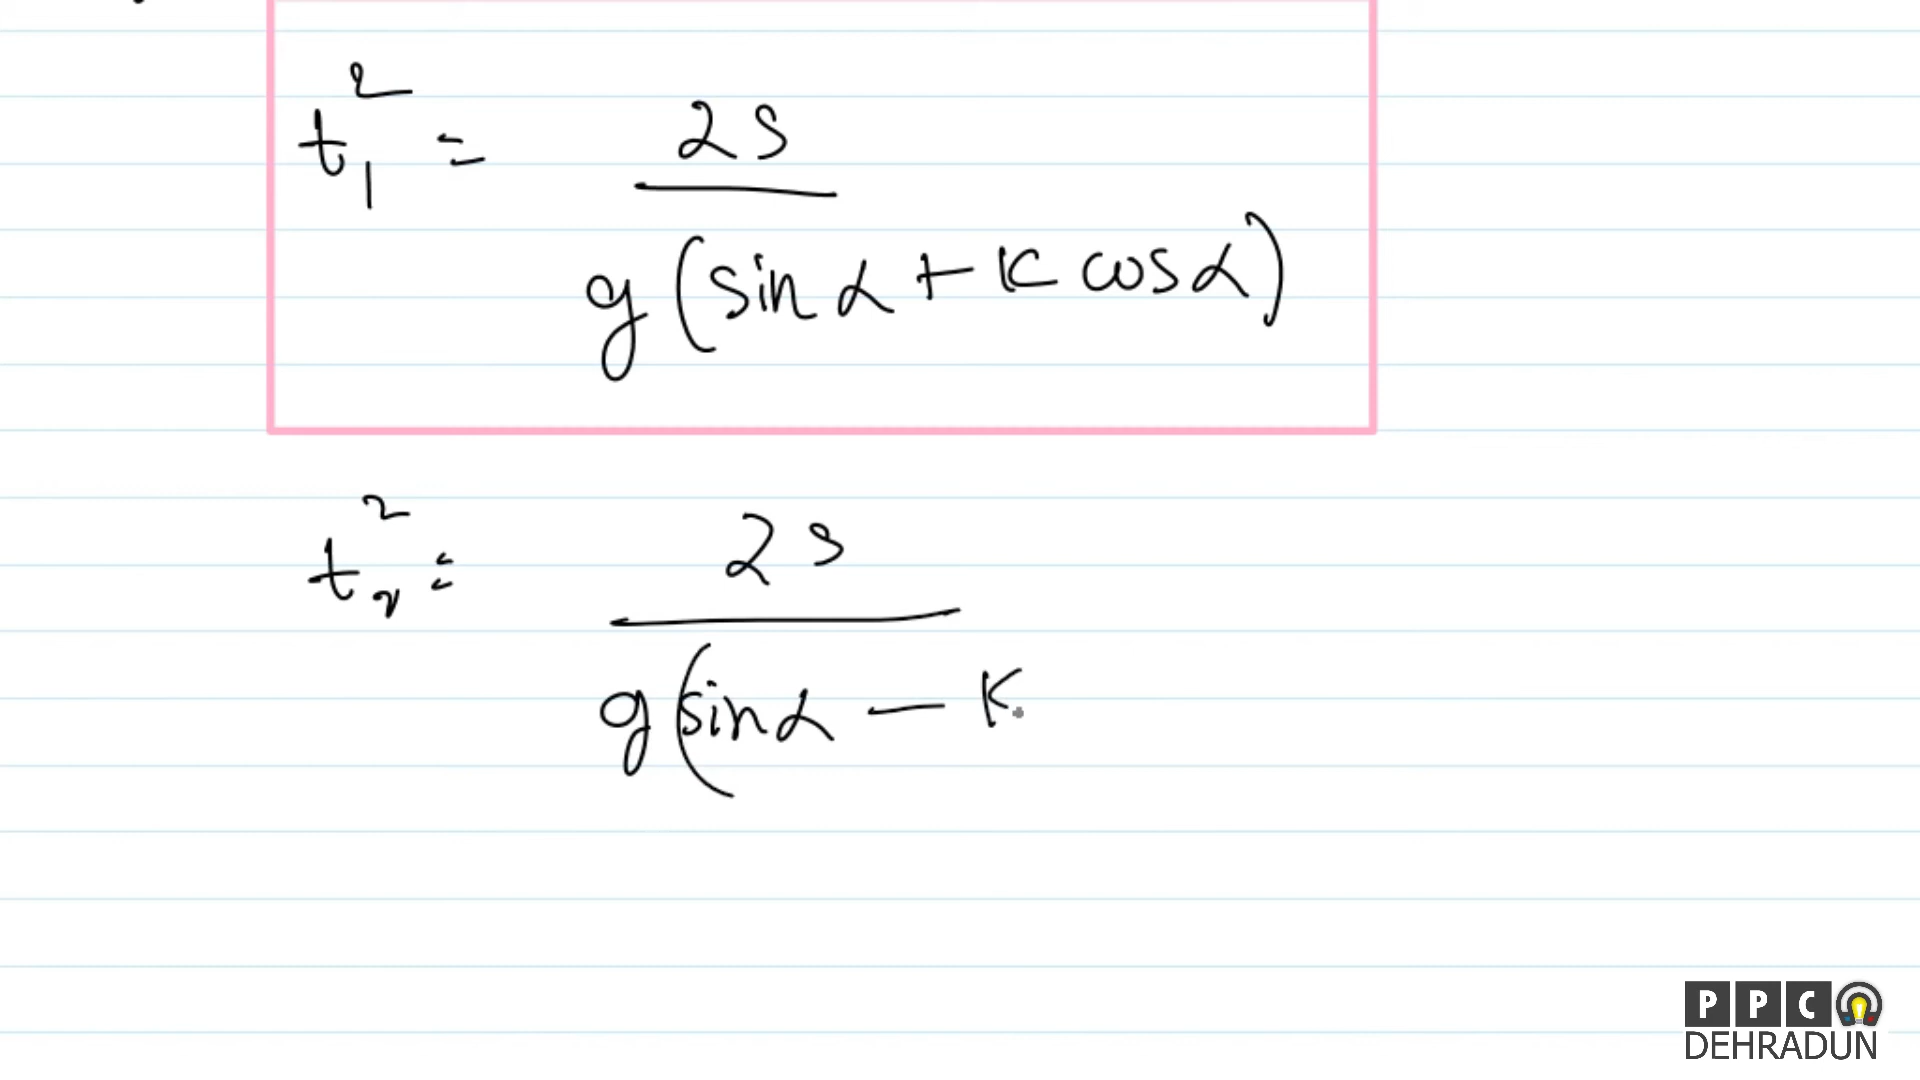 t₁² = 2s / g(sin α + K cos α)
t₂² = 2s / g(sin α − K
PPC
DEHRADUN